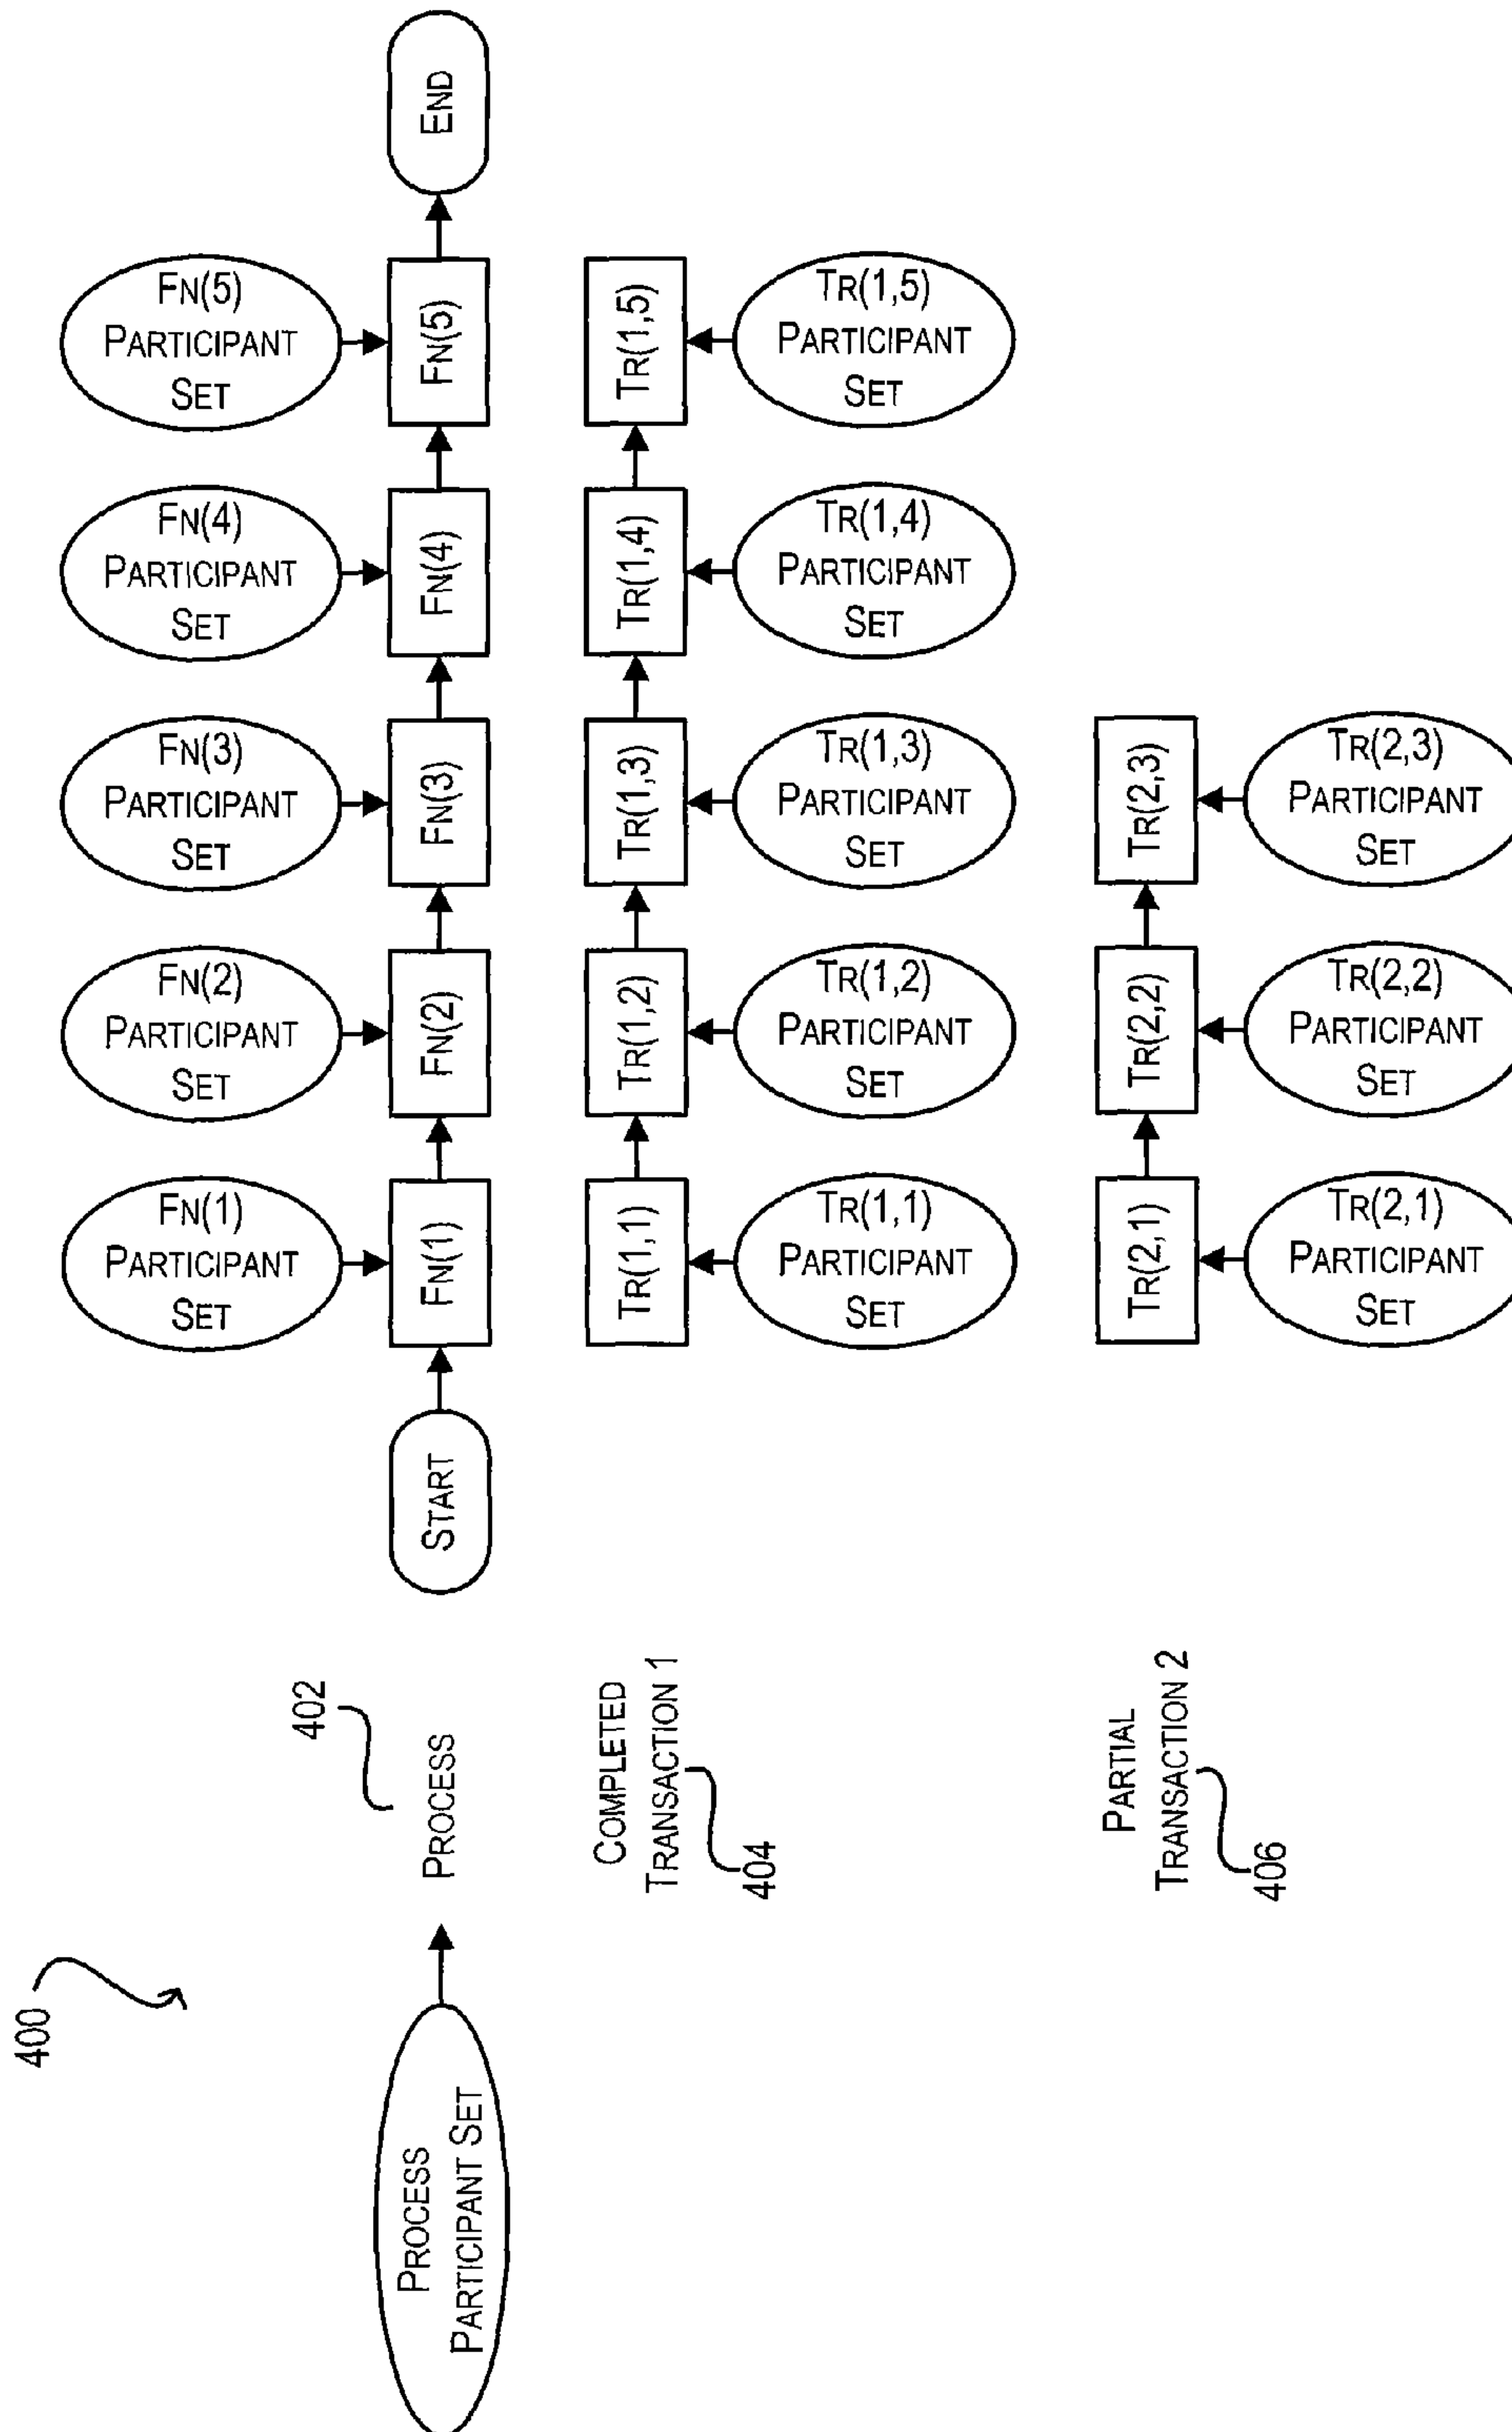 400
PROCESS
PARTICIPANT SET
402
PROCESS
START
FN(1)
PARTICIPANT
SET
FN(2)
PARTICIPANT
SET
FN(3)
PARTICIPANT
SET
FN(4)
PARTICIPANT
SET
FN(5)
PARTICIPANT
SET
FN(1)
FN(2)
FN(3)
FN(4)
FN(5)
END
COMPLETED
TRANSACTION 1
404
TR(1,1)
TR(1,2)
TR(1,3)
TR(1,4)
TR(1,5)
TR(1,1)
PARTICIPANT
SET
TR(1,2)
PARTICIPANT
SET
TR(1,3)
PARTICIPANT
SET
TR(1,4)
PARTICIPANT
SET
TR(1,5)
PARTICIPANT
SET
PARTIAL
TRANSACTION 2
406
TR(2,1)
TR(2,2)
TR(2,3)
TR(2,1)
PARTICIPANT
SET
TR(2,2)
PARTICIPANT
SET
TR(2,3)
PARTICIPANT
SET